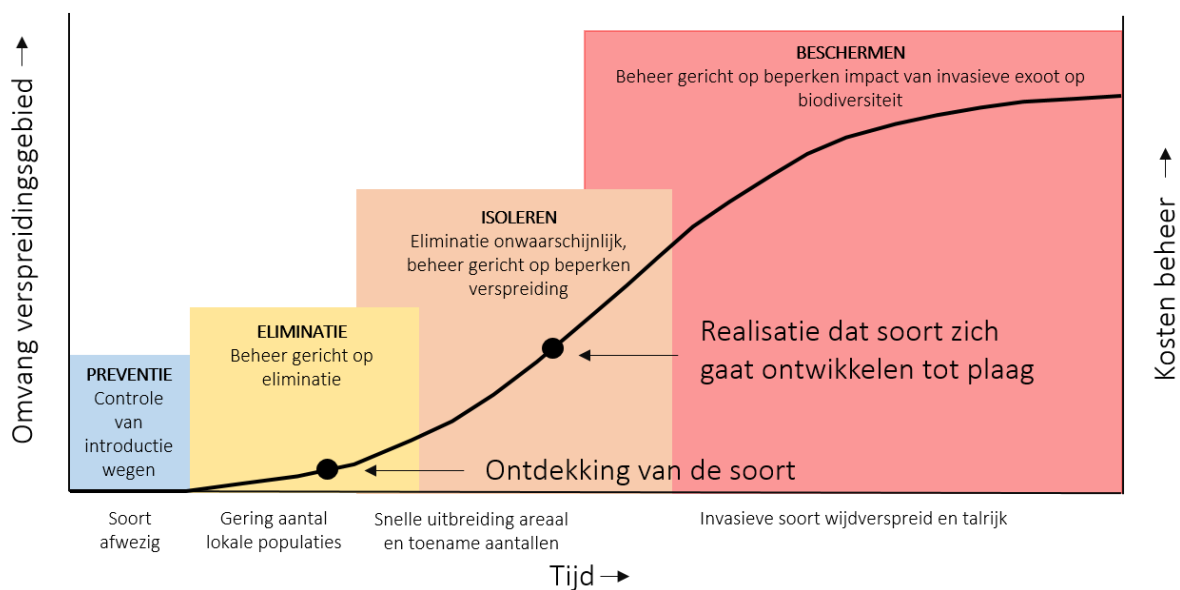 Omvang verspreidingsgebied →
PREVENTIE
Controle
van
introductie
wegen
ELIMINATIE
Beheer gericht op
eliminatie
ISOLEREN
Eliminatie onwaarschijnlijk,
beheer gericht op beperken
verspreiding
BESCHERMEN
Beheer gericht op beperken impact van invasieve exoot op
biodiversiteit
Realisatie dat soort zich
gaat ontwikkelen tot plaag
Ontdekking van de soort
Kosten beheer →
Soort
afwezig
Gering aantal
lokale populaties
Snelle uitbreiding areaal
en toename aantallen
Invasieve soort wijdverspreid en talrijk
Tijd →